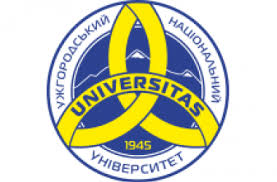 УЖГОРОДСЬКИЙ НАЦІОНАЛЬНИЙ
UNIVERSITAS
1945
УНІВЕРСИТЕТ